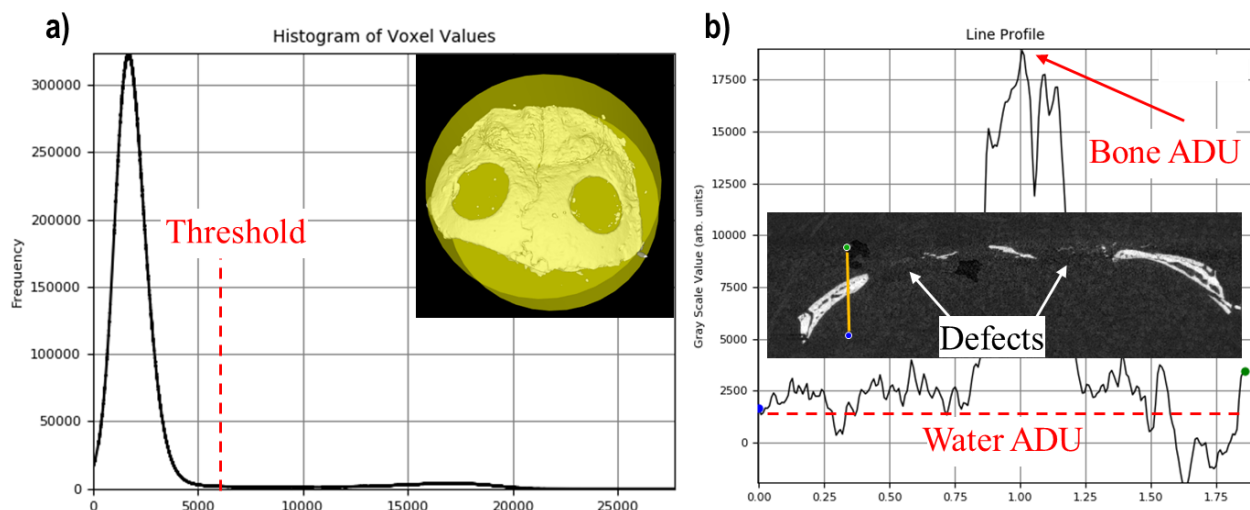 a)
Histogram of Voxel Values
300000
250000
200000
150000
100000
50000
0
Frequency
Threshold
0 5000 10000 15000 20000 25000
b)
Line Profile
17500
15000
12500
10000
7500
5000
2500
0
Gray Scale Value (arb. units)
Bone ADU
Defects
Water ADU
0.00 0.25 0.50 0.75 1.00 1.25 1.50 1.75